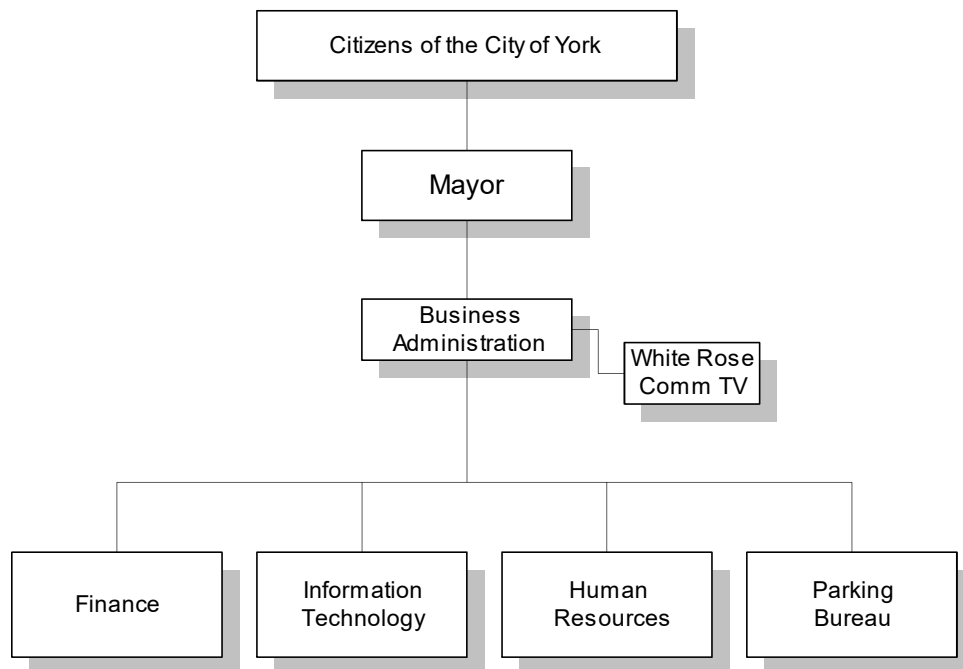 Citizens of the City of York
Mayor
Business
Administration
White Rose
Comm TV
Finance
Information
Technology
Human
Resources
Parking
Bureau